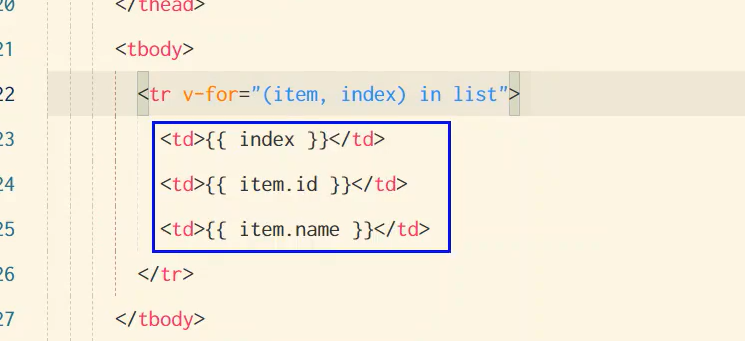 20 </thead>
21 <tbody>
22 <tr v-for="(item, index) in list">
23 <td>{{ index }}</td>
24 <td>{{ item.id }}</td>
25 <td>{{ item.name }}</td>
26 </tr>
27 </tbody>